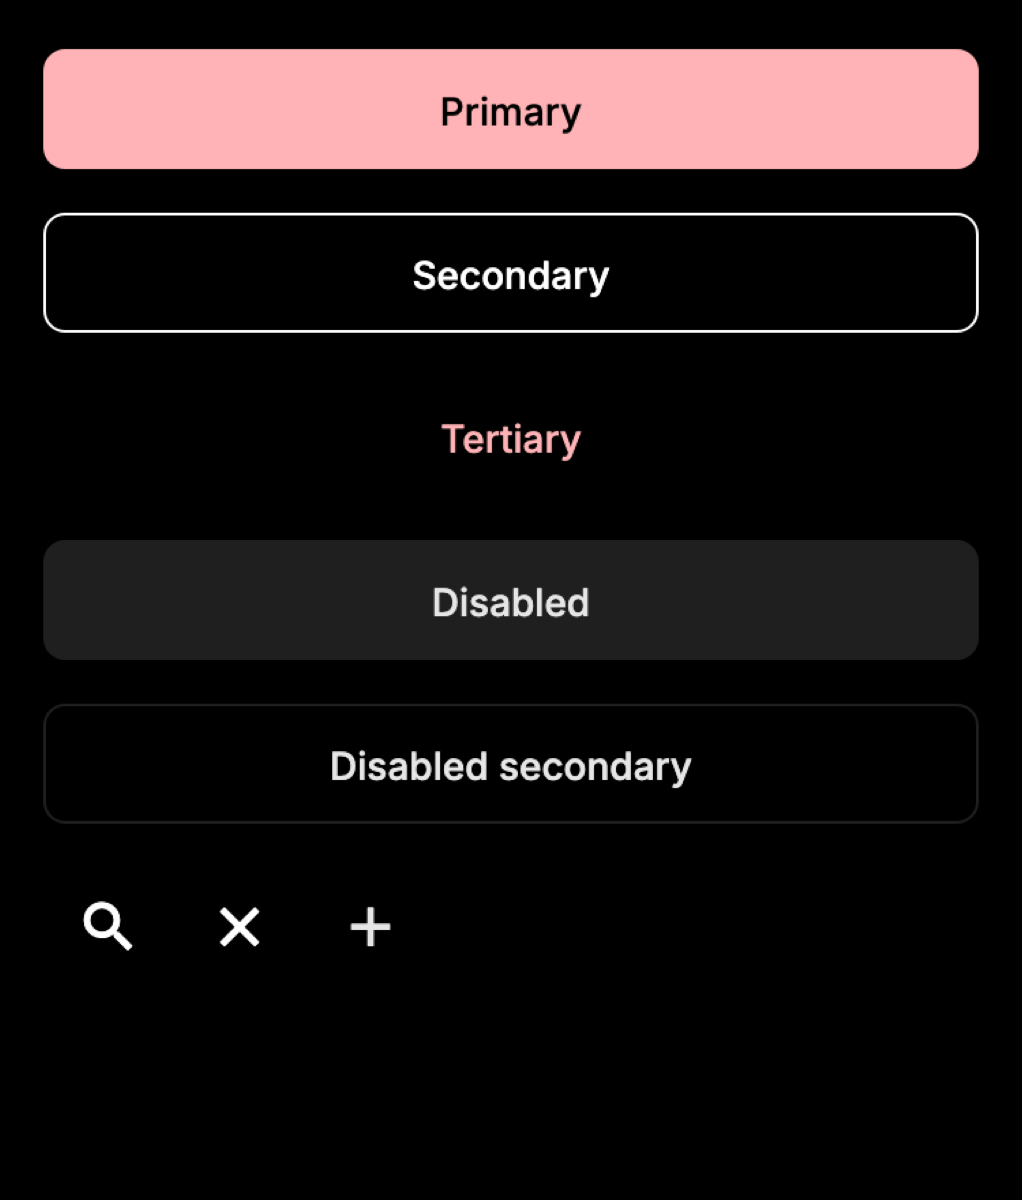 Primary
Secondary
Tertiary
Disabled
Disabled secondary